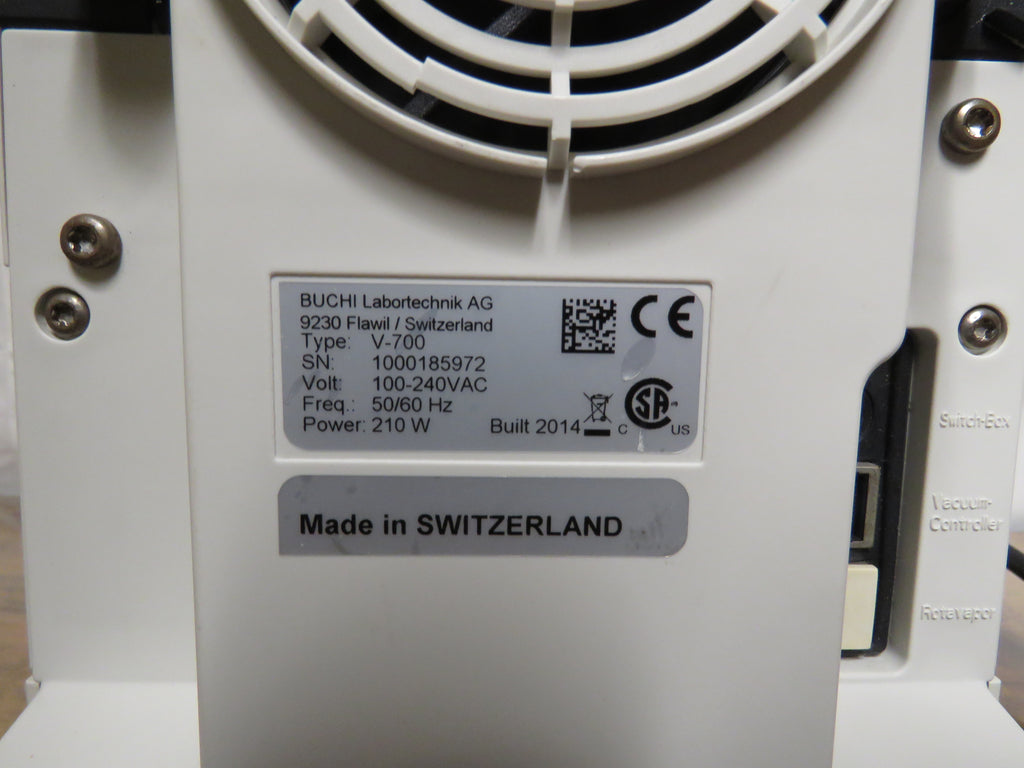 BUCHI Labortechnik AG
9230 Flawil / Switzerland
Type: V-700
SN: 1000185972
Volt: 100-240VAC
Freq.: 50/60 Hz
Power: 210 W
Built 2014
CE
C SA US
Made in SWITZERLAND
Switch-Box
Vacuum-
Controller
Rotavapor